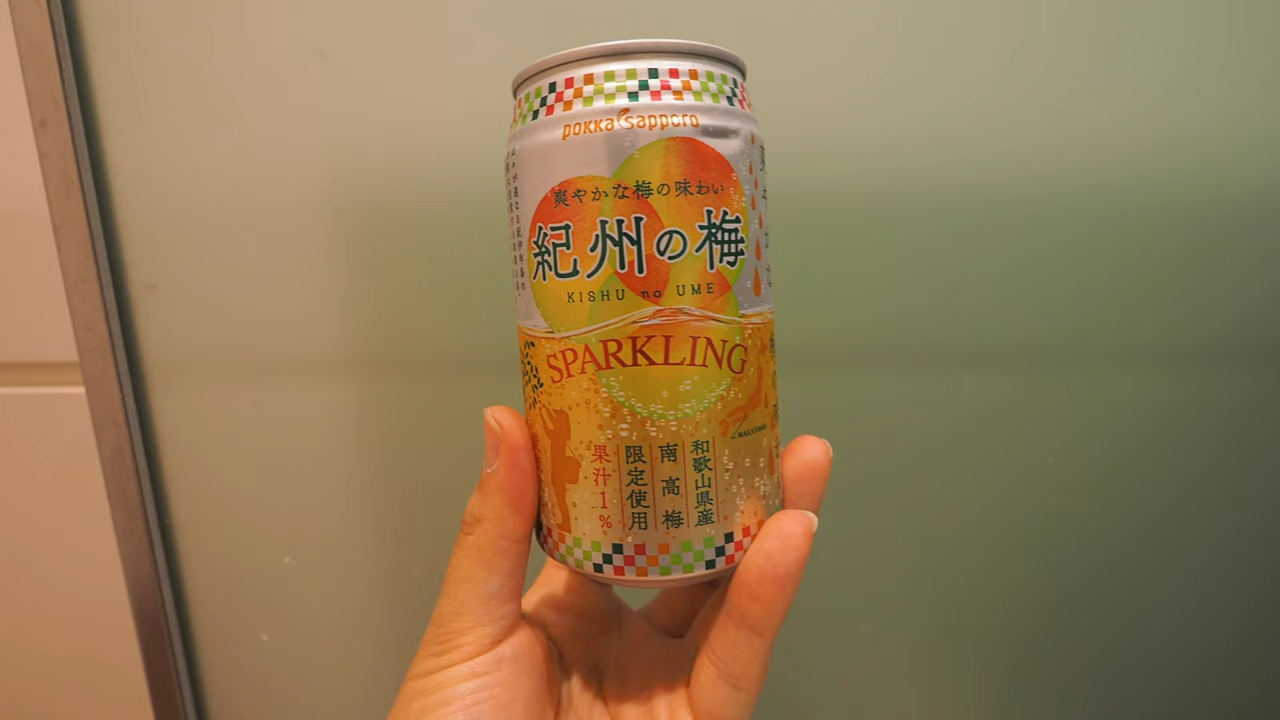 pokka sapporo
爽やかな梅の味わい
紀州の梅
KISHU no UME
SPARKLING
WAKAYAMA
和歌山県産
南高梅
限定使用
果汁1%